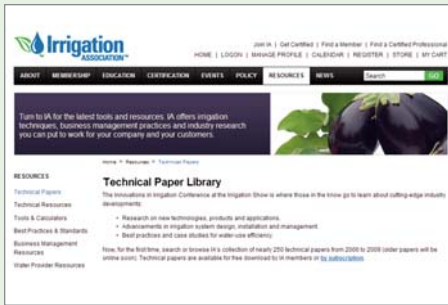 Irrigation
ASSOCIATION
Join IA | Get Certified | Find a Member | Find a Certified Professional
HOME | LOGON | MANAGE PROFILE | CALENDAR | REGISTER | STORE | MY CART
ABOUT MEMBERSHIP EDUCATION CERTIFICATION EVENTS POLICY RESOURCES NEWS Search GO
Turn to IA for the latest tools and resources. IA offers irrigation
techniques, business management practices and industry research
you can put to work for your company and your customers.
Home Resources Technical Papers
RESOURCES
Technical Papers
Technical Resources
Tools & Calculators
Best Practices & Standards
Business Management
Resources
Water Provider Resources
Technical Paper Library
The Innovations in Irrigation Conference at the Irrigation Show is where those in the know go to learn about cutting-edge industry
developments:
• Research on new technologies, products and applications.
• Advancements in irrigation system design, installation and management.
• Best practices and case studies for water-use efficiency.
Now, for the first time, search or browse IA's collection of nearly 250 technical papers from 2006 to 2009 (older papers will be
online soon). Technical papers are available for free download to IA members or by subscription.